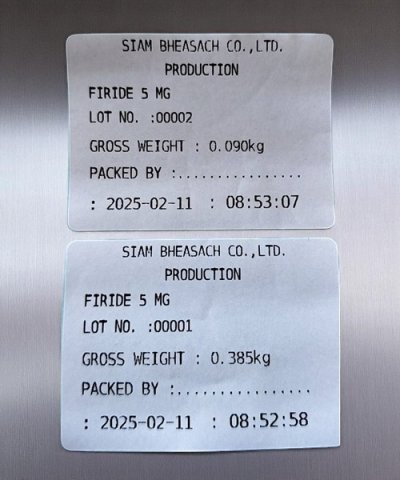 SIAM BHEASACH CO.,LTD.
PRODUCTION
FIRIDE 5 MG
LOT NO. :00002
GROSS WEIGHT : 0.090kg
PACKED BY :................
: 2025-02-11 : 08:53:07
SIAM BHEASACH CO.,LTD.
PRODUCTION
FIRIDE 5 MG
LOT NO. :00001
GROSS WEIGHT : 0.385kg
PACKED BY :.................
: 2025-02-11 : 08:52:58